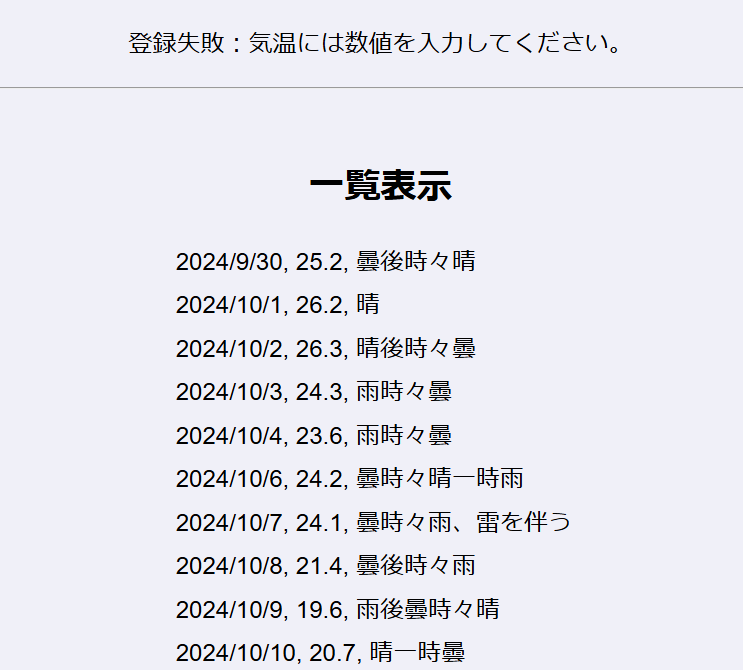 登録失敗：気温には数値を入力してください。
一覧表示
2024/9/30, 25.2, 曇後時々晴
2024/10/1, 26.2, 晴
2024/10/2, 26.3, 晴後時々曇
2024/10/3, 24.3, 雨時々曇
2024/10/4, 23.6, 雨時々曇
2024/10/6, 24.2, 曇時々晴一時雨
2024/10/7, 24.1, 曇時々雨、雷を伴う
2024/10/8, 21.4, 曇後時々雨
2024/10/9, 19.6, 雨後曇時々晴
2024/10/10, 20.7, 晴一時曇